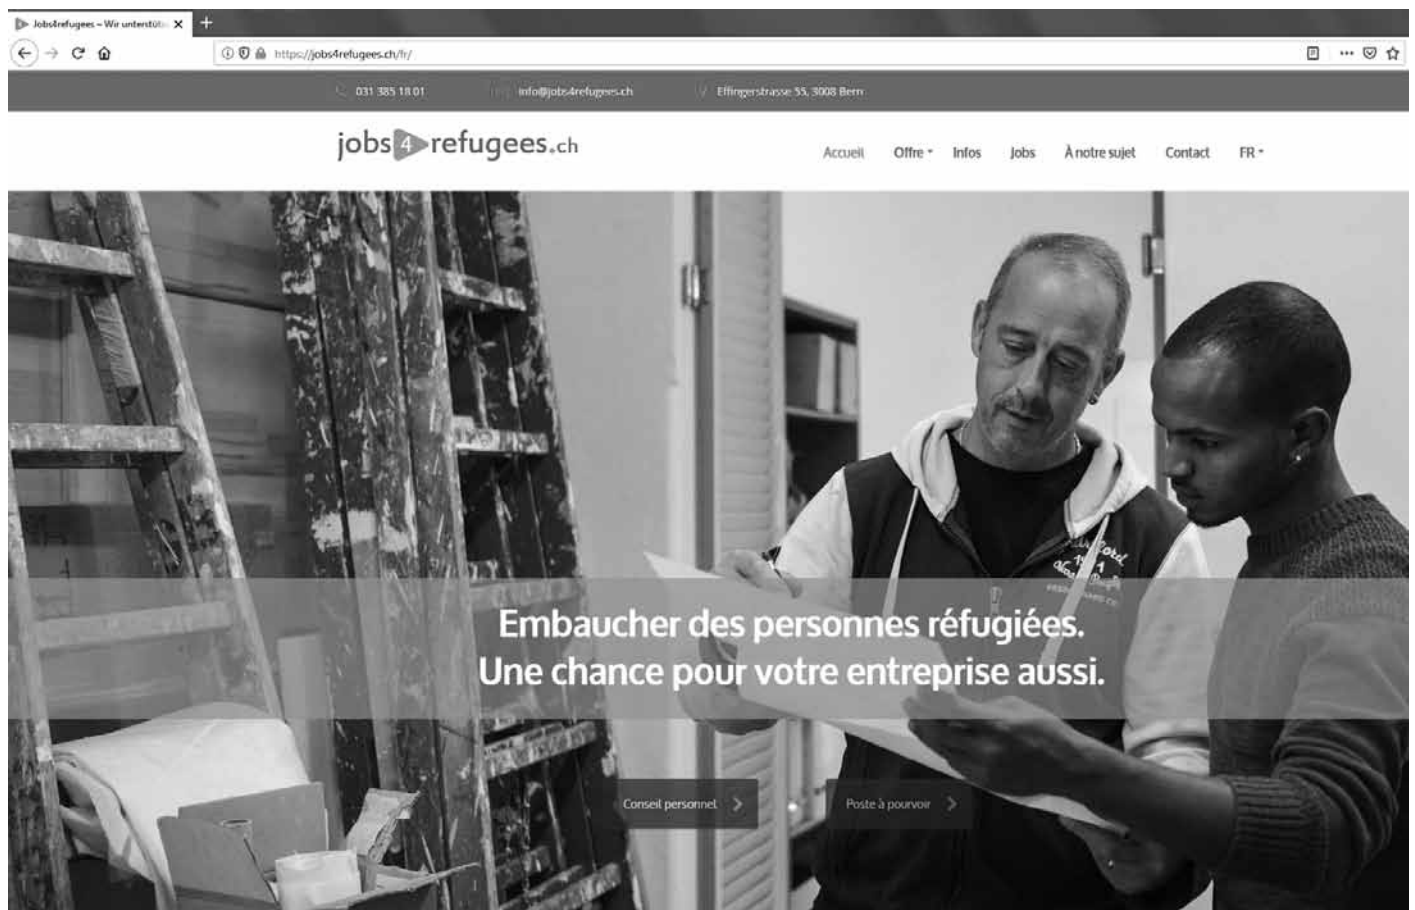 Jobs4refugees – Wir unterstütz
https://jobs4refugees.ch/fr/
031 385 18 01
info@jobs4refugees.ch
Effingerstrasse 55, 3008 Bern
jobs4refugees.ch
Accueil
Offre
Infos
Jobs
À notre sujet
Contact
FR
Embaucher des personnes réfugiées.
Une chance pour votre entreprise aussi.
Conseil personnel
Poste à pourvoir